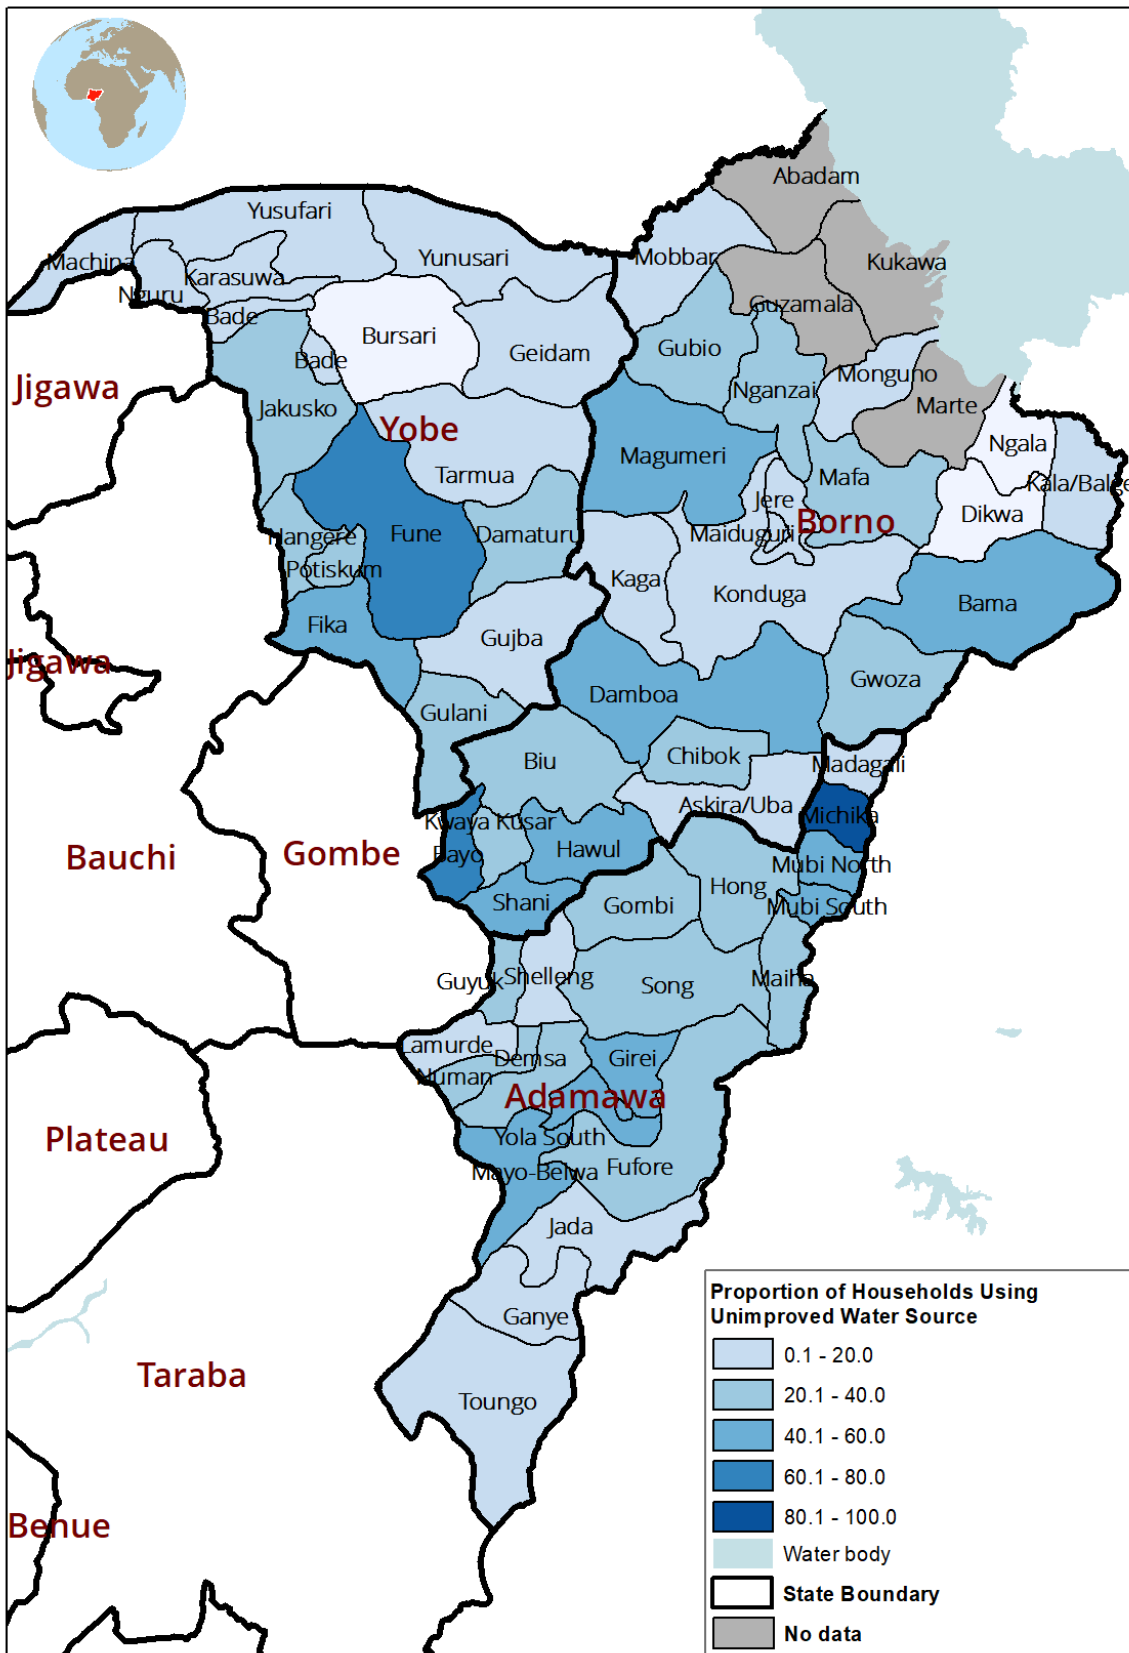 Abadam
Yusufari
Machina
Yunusari
Mobbar
Kukawa
Karasuwa
Nguru
Guzamala
Bade
Bursari
Geidam
Gubio
Bade
Jigawa
Nganzai
Monguno
Jakusko
Marte
Yobe
Ngala
Magumeri
Tarmua
Mafa
Kala/Balge
Jere
Dikwa
Borno
Fune
Damaturu
Maiduguri
Nangere
Potiskum
Kaga
Konduga
Bama
Fika
Gujba
Jigawa
Gwoza
Damboa
Gulani
Biu
Chibok
Madagali
Askira/Uba
Michika
Kwaya Kusar
Bauchi
Gombe
Bayo
Hawul
Mubi North
Hong
Shani
Gombi
Mubi South
Guyuk
Shelleng
Song
Maiha
Lamurde
Demsa
Girei
Numan
Adamawa
Plateau
Yola South
Mayo-Belwa
Fufore
Jada
Ganye
Taraba
Toungo
Benue
Proportion of Households Using
Unimproved Water Source
0.1 - 20.0
20.1 - 40.0
40.1 - 60.0
60.1 - 80.0
80.1 - 100.0
Water body
State Boundary
No data